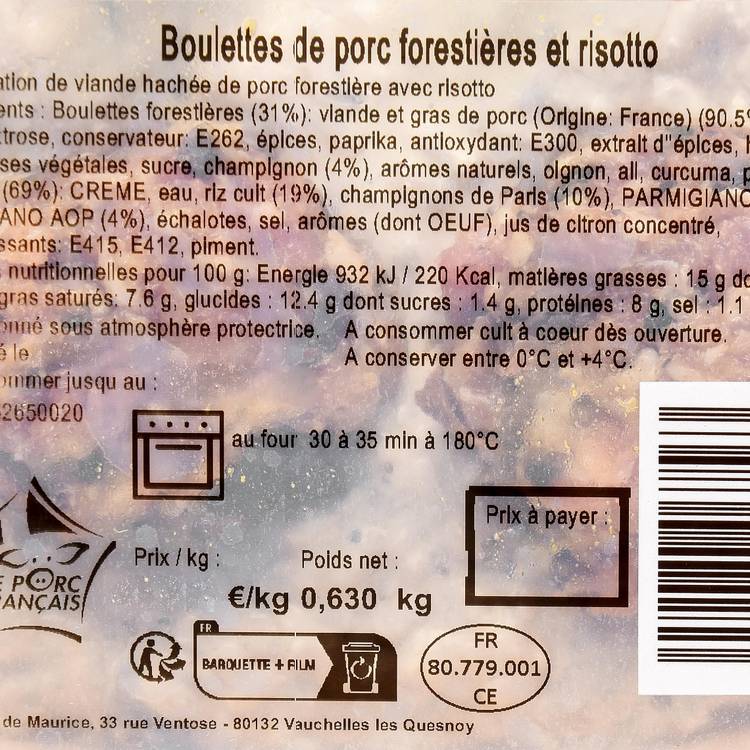 Boulettes de porc forestières et risotto
ation de viande hachée de porc forestière avec risotto
ents : Boulettes forestières (31%): viande et gras de porc (Origine: France) (90.5%
xtrose, conservateur: E262, épices, paprika, antioxydant: E300, extrait d"épices,
ses végétales, sucre, champignon (4%), arômes naturels, oignon, ail, curcuma, p
(69%): CREME, eau, riz cuit (19%), champignons de Paris (10%), PARMIGIANO
ANO AOP (4%), échalotes, sel, arômes (dont OEUF), jus de citron concentré,
ssants: E415, E412, piment.
nutritionnelles pour 100 g: Energie 932 kJ / 220 Kcal, matières grasses : 15 g do
gras saturés: 7.6 g, glucides : 12.4 g dont sucres : 1.4 g, protéines : 8 g, sel : 1.1
onné sous atmosphère protectrice. A consommer cuit à coeur dès ouverture.
é le A conserver entre 0°C et +4°C.
ommer jusqu au :
2650020
au four 30 à 35 min à 180°C
Prix à payer :
Prix / kg : Poids net :
€/kg 0,630 kg
E PORC
ANÇAIS
FR
BARQUETTE + FILM
FR
80.779.001
CE
de Maurice, 33 rue Ventose - 80132 Vauchelles les Quesnoy